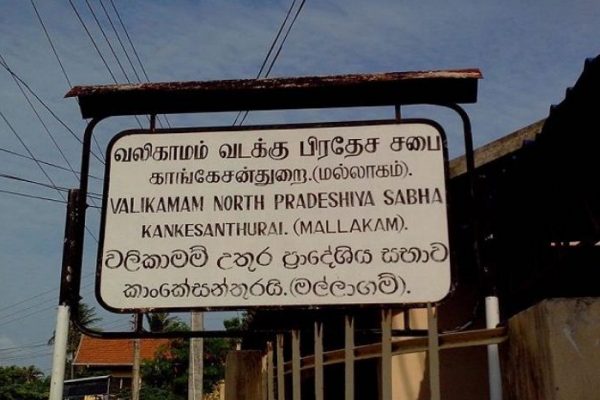 வலிகாமம் வடக்கு பிரதேச சபை
காங்கேசன்துறை.(மல்லாகம்).
VALIKAMAM NORTH PRADESHIYA SABHA
KANKESANTHURAI. (MALLAKAM).
වලිකාමම් උතුර ප්‍රාදේශිය සභාව
කාංකේසන්තුරයි.(මල්ලාගම්).